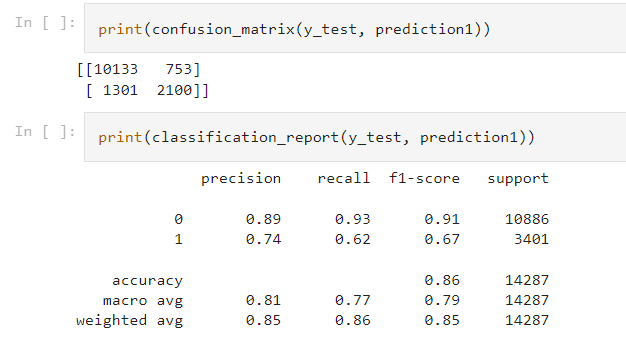 In [ ]: print(confusion_matrix(y_test, prediction1))
[[10133   753]
 [ 1301  2100]]
In [ ]: print(classification_report(y_test, prediction1))
              precision    recall  f1-score   support

           0       0.89      0.93      0.91     10886
           1       0.74      0.62      0.67      3401

    accuracy                           0.86     14287
   macro avg       0.81      0.77      0.79     14287
weighted avg       0.85      0.86      0.85     14287